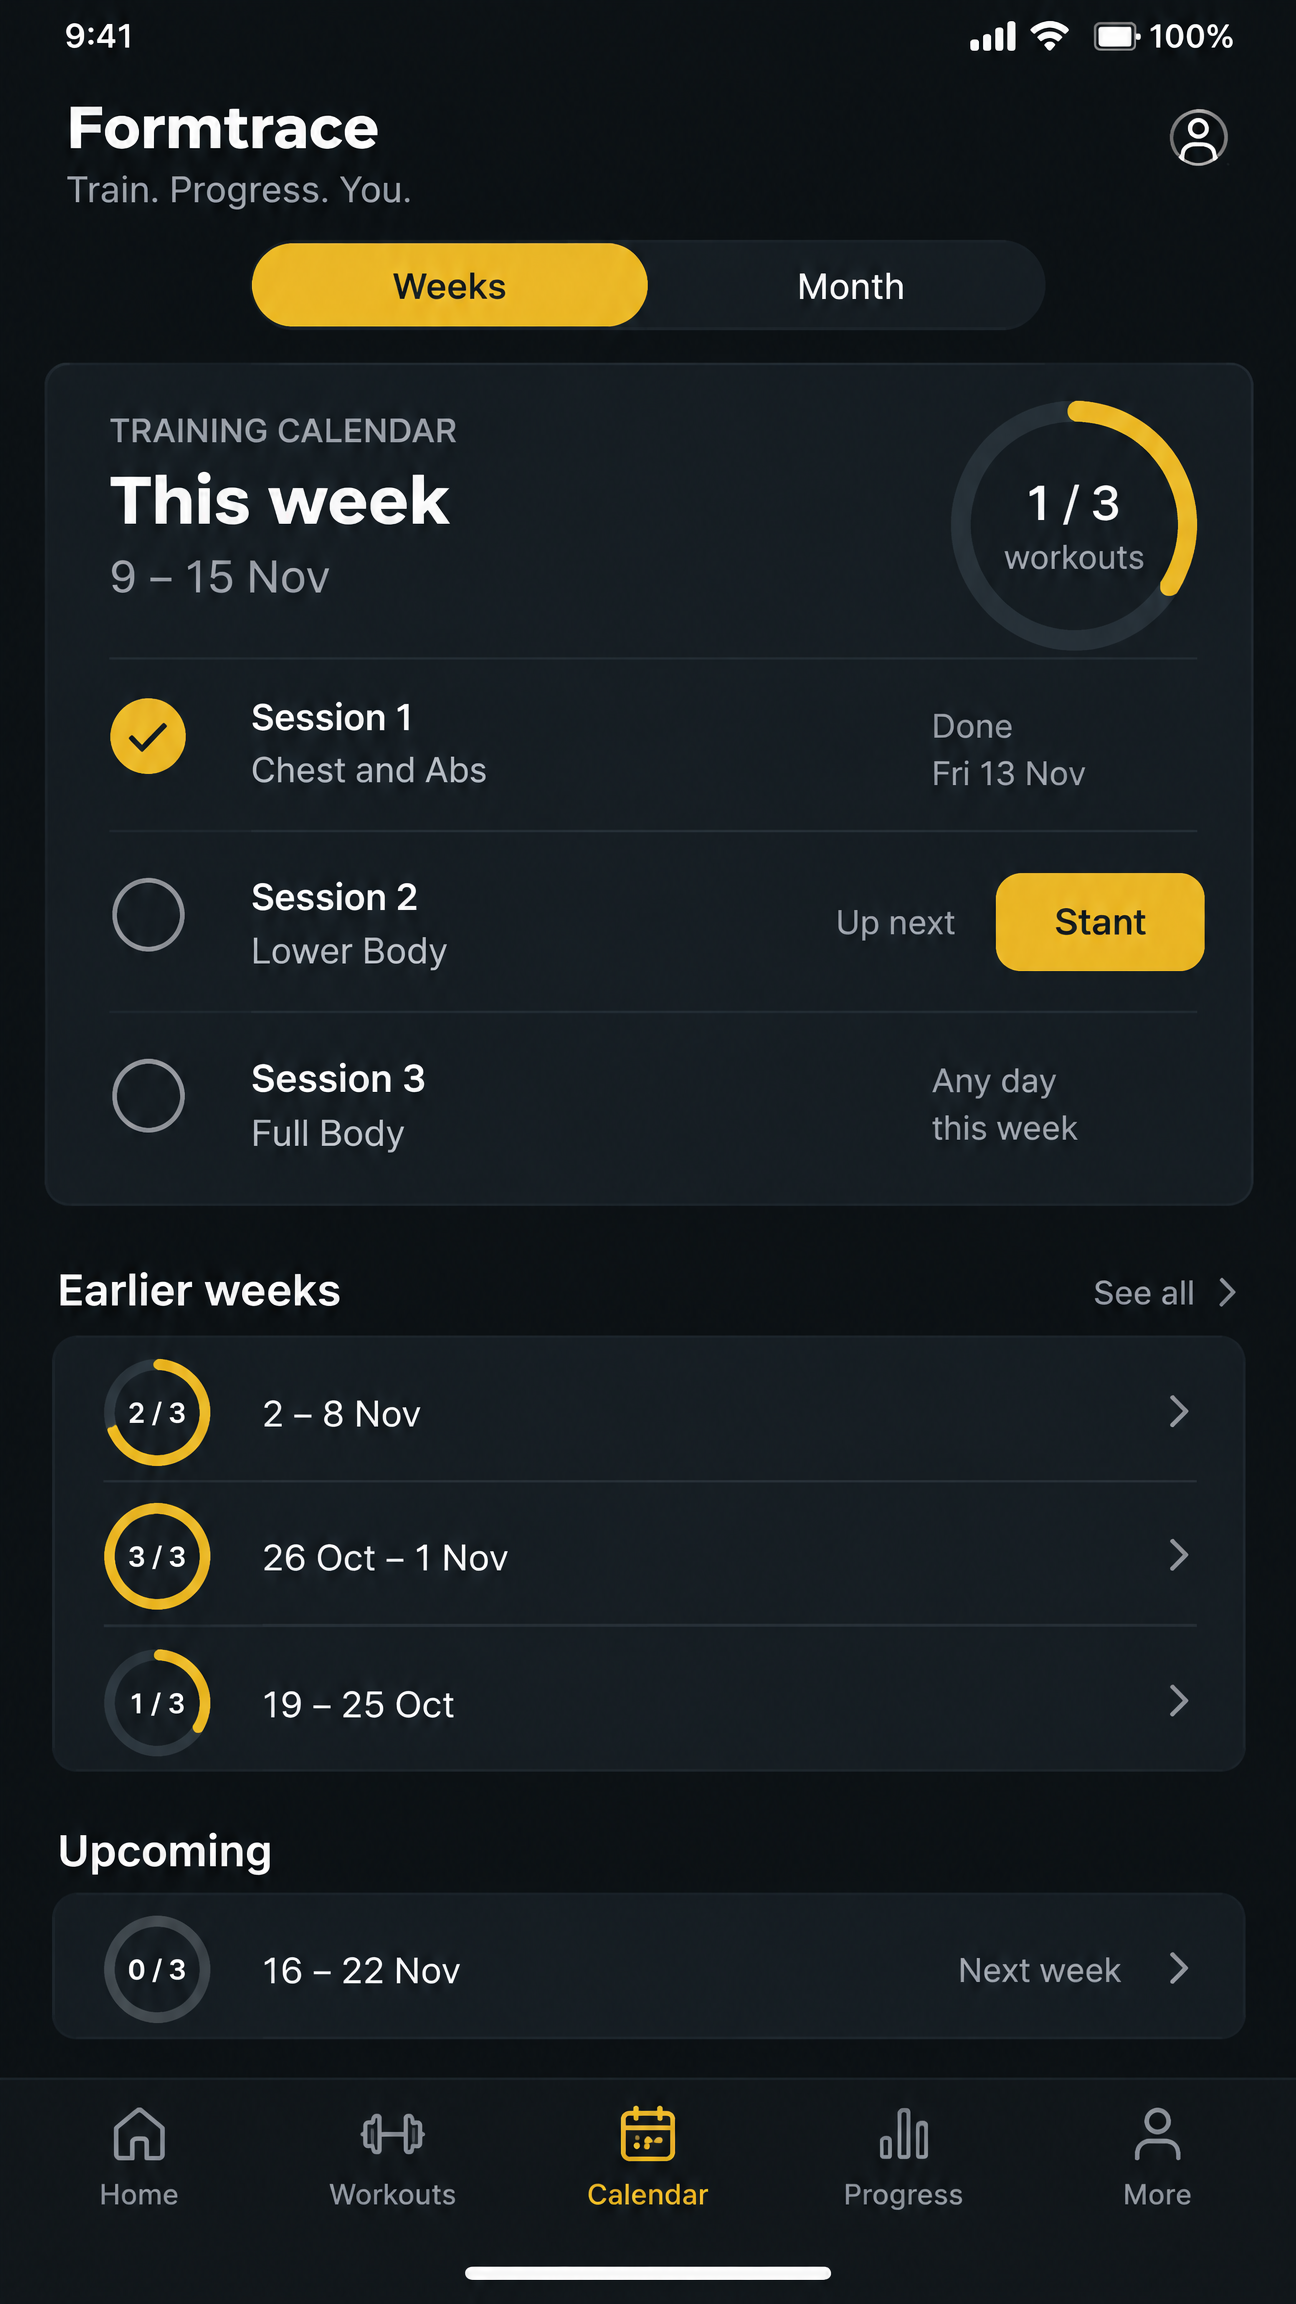 9:41
100%
Formtrace
Train. Progress. You.
Weeks
Month
TRAINING CALENDAR
This week
9 – 15 Nov
1 / 3
workouts
Session 1
Chest and Abs
Done
Fri 13 Nov
Session 2
Lower Body
Up next
Stant
Session 3
Full Body
Any day
this week
Earlier weeks
See all
2 / 3
2 – 8 Nov
3 / 3
26 Oct – 1 Nov
1 / 3
19 – 25 Oct
Upcoming
0 / 3
16 – 22 Nov
Next week
Home
Workouts
Calendar
Progress
More